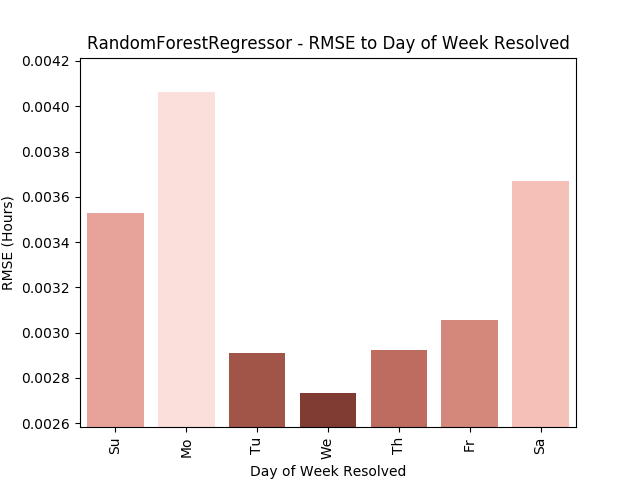 RandomForestRegressor - RMSE to Day of Week Resolved
0.0042
0.0040
0.0038
0.0036
0.0034
0.0032
0.0030
0.0028
0.0026
RMSE (Hours)
Su
Mo
Tu
We
Th
Fr
Sa
Day of Week Resolved